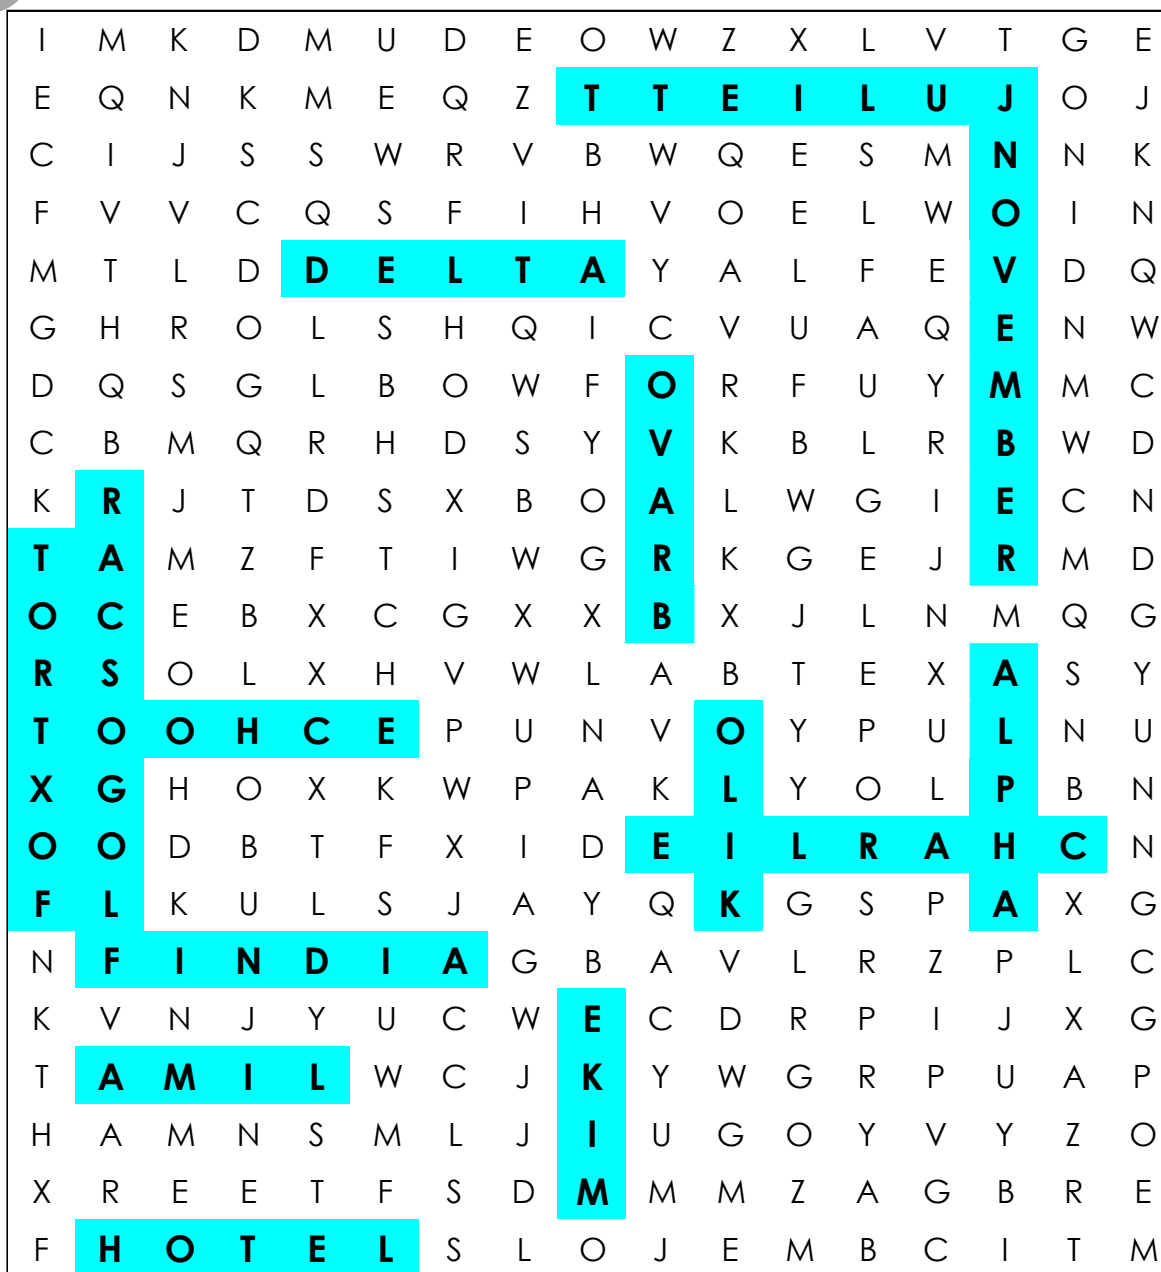 I M K D M U D E O W Z X L V T G E
E Q N K M E Q Z T T E I L U J O J
C I J S S W R V B W Q E S M N N K
F V V C Q S F I H V O E L W O I N
M T L D D E L T A Y A L F E V D Q
G H R O L S H Q I C V U A Q E N W
D Q S G L B O W F O R F U Y M M C
C B M Q R H D S Y V K B L R B W D
K R J T D S X B O A L W G I E C N
T A M Z F T I W G R K G E J R M D
O C E B X C G X X B X J L N M Q G
R S O L X H V W L A B T E X A S Y
T O O H C E P U N V O Y P U L N U
X G H O X K W P A K L Y O L P B N
O O D B T F X I D E I L R A H C N
F L K U L S J A Y Q K G S P A X G
N F I N D I A G B A V L R Z P L C
K V N J Y U C W E C D R P I J X G
T A M I L W C J K Y W G R P U A P
H A M N S M L J I U G O Y V Y Z O
X R E E T F S D M M M Z A G B R E
F H O T E L S L O J E M B C I T M